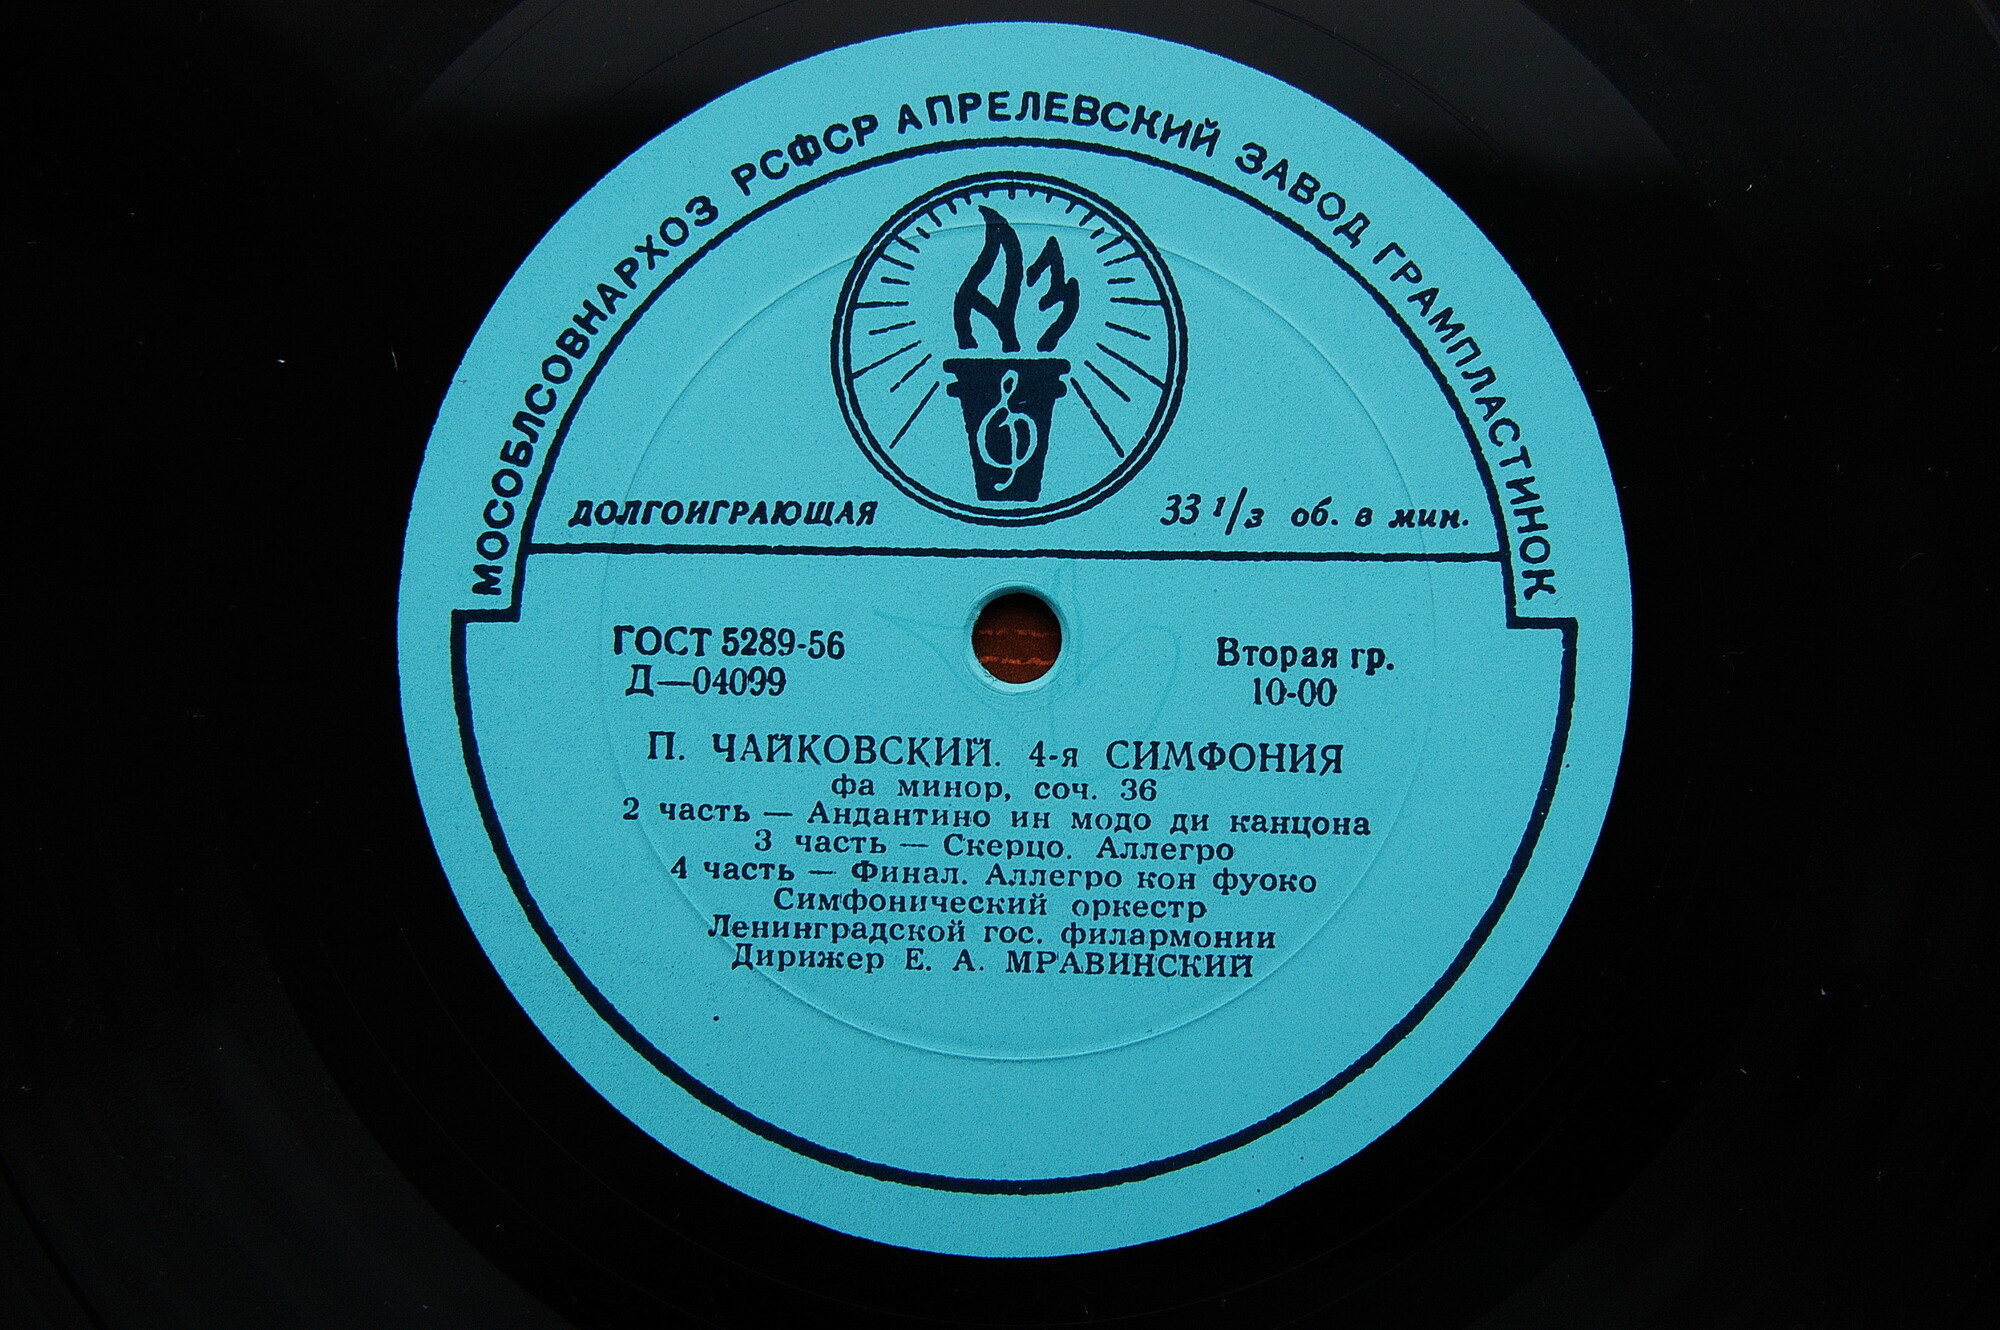 МОСОБЛСОВНАРХОЗ РСФСР АПРЕЛЕВСКИЙ ЗАВОД ГРАМПЛАСТИНОК
АЗ
ДОЛГОИГРАЮЩАЯ
33 1/3 об. в мин.
ГОСТ 5289-56
Д—04099
Вторая гр.
10-00
П. ЧАЙКОВСКИЙ. 4-я СИМФОНИЯ
фа минор, соч. 36
2 часть — Андантино ин модо ди канцона
3 часть — Скерцо. Аллегро
4 часть — Финал. Аллегро кон фуоко
Симфонический оркестр
Ленинградской гос. филармонии
Дирижер Е. А. МРАВИНСКИЙ